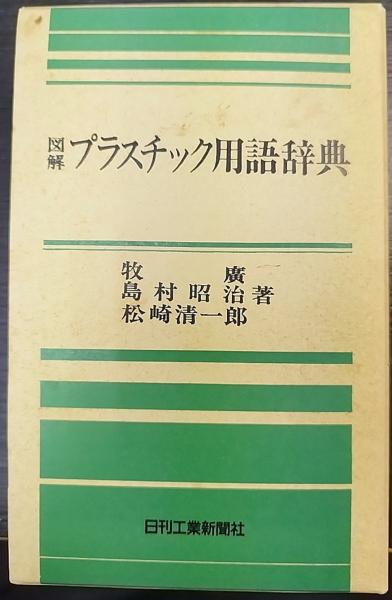 図解 プラスチック用語辞典
牧 廣
島村昭治著
松崎清一郎
日刊工業新聞社